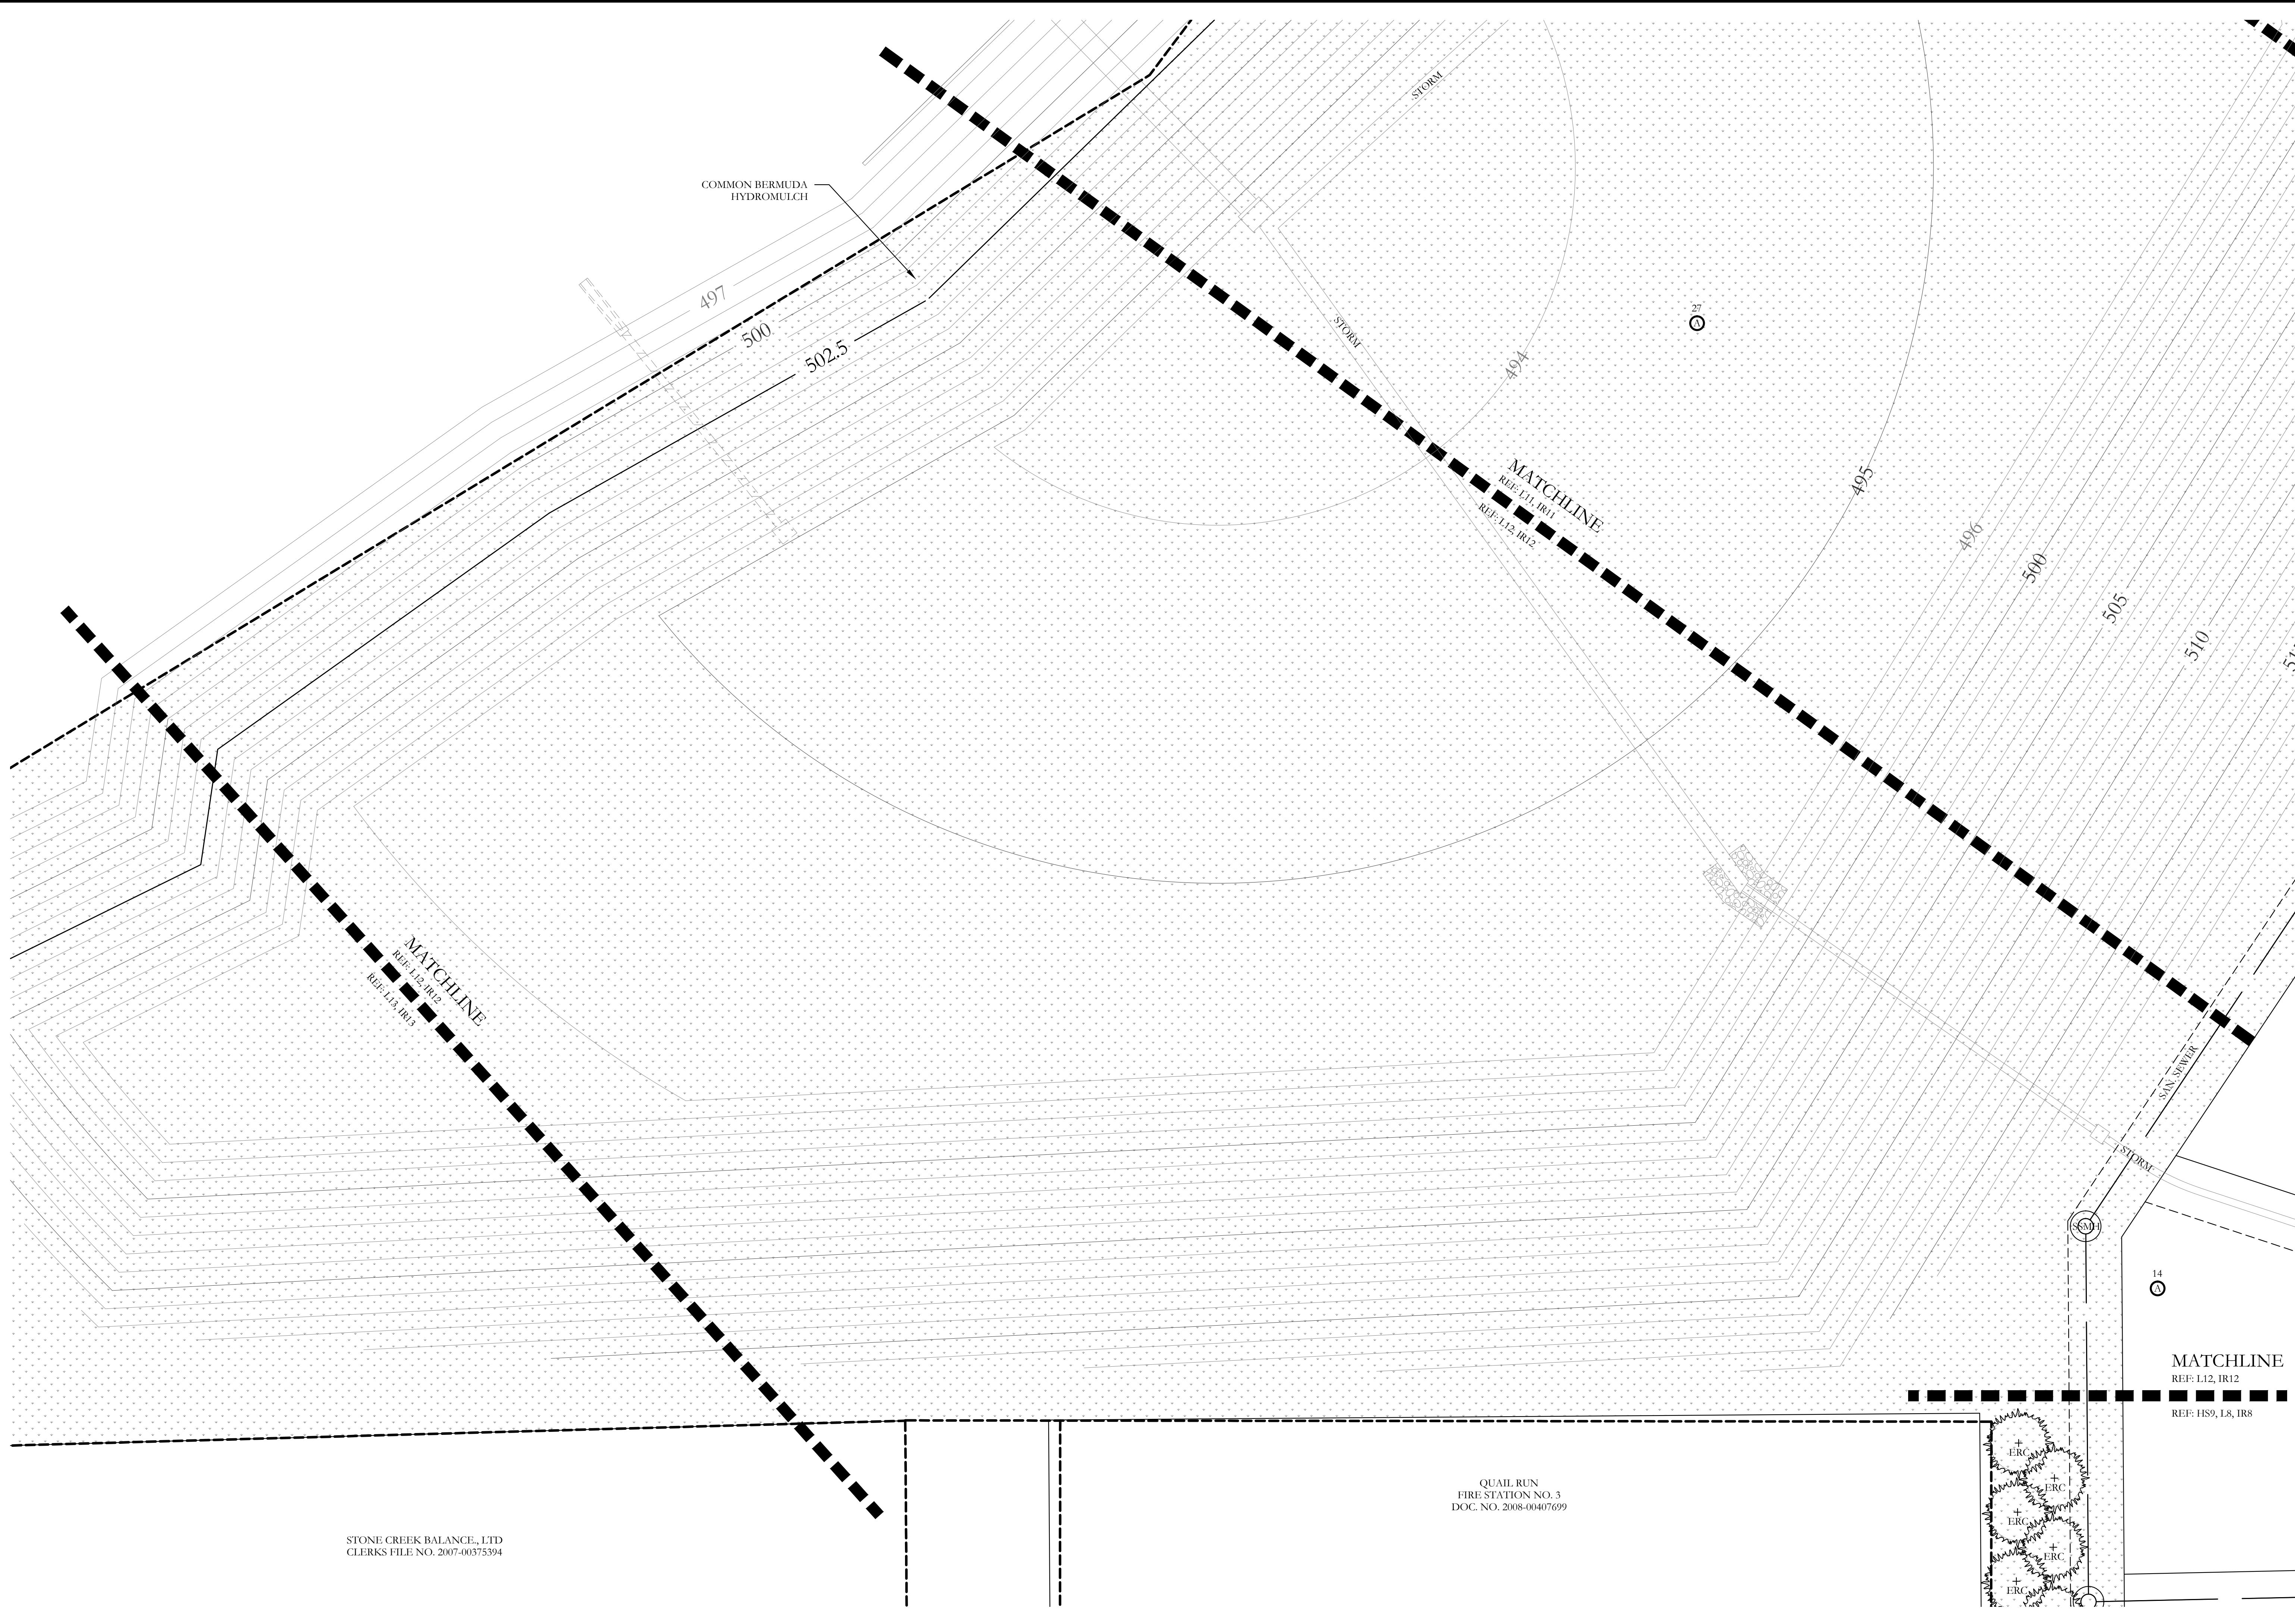 STORM
COMMON BERMUDA
HYDROMULCH
497
500
502.5
27
A
STORM
494
MATCHLINE
REF: L11, IR11
REF: L12, IR12
495
496
500
505
510
MATCHLINE
REF: L12, IR12
REF: L13, IR13
SAN. SEWER
STORM
SSMH
14
A
MATCHLINE
REF: L12, IR12
REF: HS9, L8, IR8
ERC
ERC
ERC
ERC
ERC
QUAIL RUN
FIRE STATION NO. 3
DOC. NO. 2008-00407699
STONE CREEK BALANCE., LTD
CLERKS FILE NO. 2007-00375394